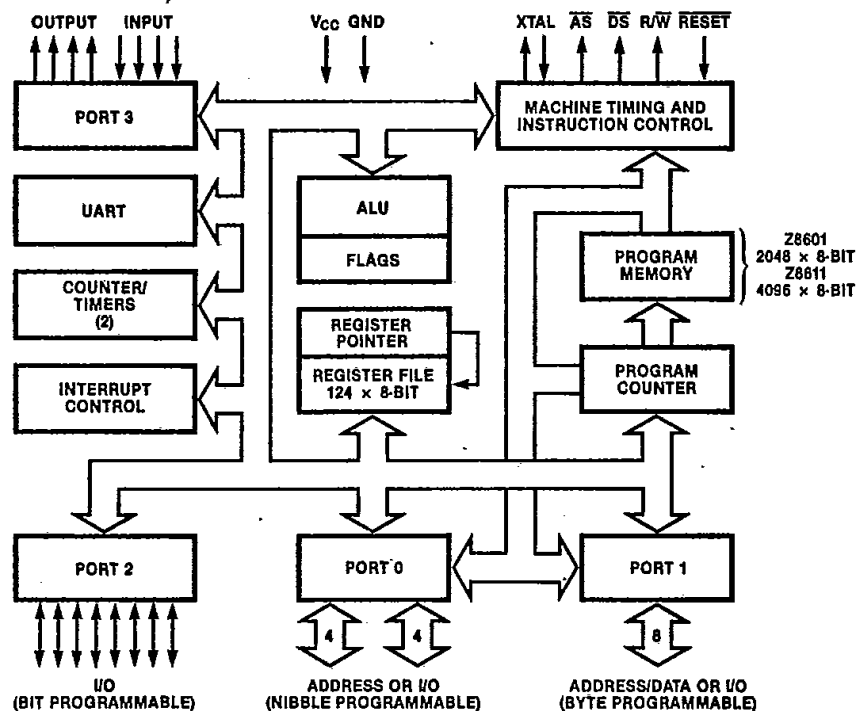 OUTPUT INPUT
VCC GND
XTAL AS DS R/W RESET
PORT 3
MACHINE TIMING AND
INSTRUCTION CONTROL
UART
ALU
FLAGS
PROGRAM
MEMORY
Z8601
2048 × 8-BIT
Z8611
4096 × 8-BIT
COUNTER/
TIMERS
(2)
REGISTER
POINTER
REGISTER FILE
124 × 8-BIT
PROGRAM
COUNTER
INTERRUPT
CONTROL
PORT 2
PORT 0
PORT 1
4
4
8
I/O
(BIT PROGRAMMABLE)
ADDRESS OR I/O
(NIBBLE PROGRAMMABLE)
ADDRESS/DATA OR I/O
(BYTE PROGRAMMABLE)